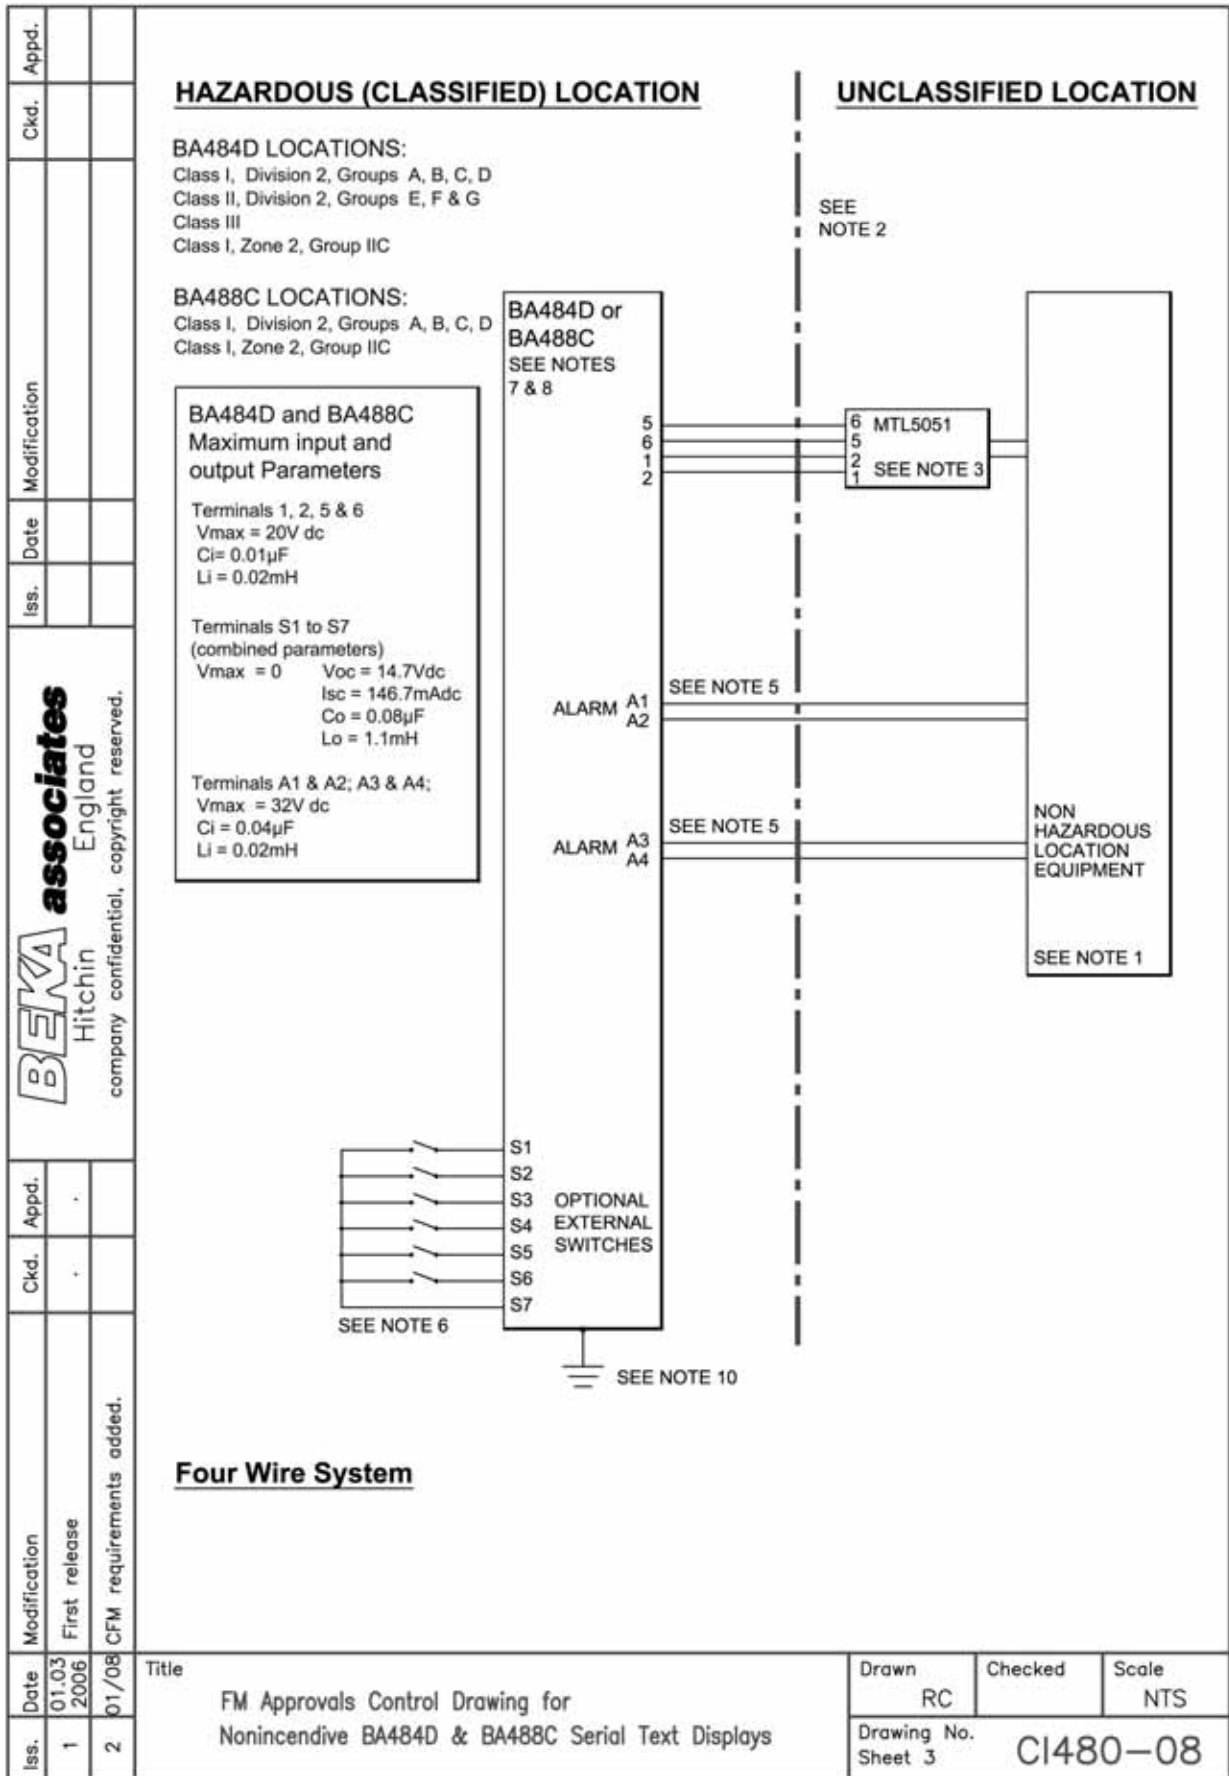 HAZARDOUS (CLASSIFIED) LOCATION
UNCLASSIFIED LOCATION
BA484D LOCATIONS:
Class I, Division 2, Groups A, B, C, D
Class II, Division 2, Groups E, F & G
Class III
Class I, Zone 2, Group IIC
SEE
NOTE 2
BA488C LOCATIONS:
Class I, Division 2, Groups A, B, C, D
Class I, Zone 2, Group IIC
BA484D or
BA488C
SEE NOTES
7 & 8
BA484D and BA488C
Maximum input and
output Parameters
Terminals 1, 2, 5 & 6
Vmax = 20V dc
Ci= 0.01µF
Li = 0.02mH
Terminals S1 to S7
(combined parameters)
Vmax = 0 Voc = 14.7Vdc
Isc = 146.7mAdc
Co = 0.08µF
Lo = 1.1mH
Terminals A1 & A2; A3 & A4;
Vmax = 32V dc
Ci = 0.04µF
Li = 0.02mH
5
6
1
2
6 MTL5051
5
2 SEE NOTE 3
1
ALARM A1
A2
SEE NOTE 5
ALARM A3
A4
SEE NOTE 5
NON
HAZARDOUS
LOCATION
EQUIPMENT
SEE NOTE 1
S1
S2
S3
S4
S5
S6
S7
OPTIONAL
EXTERNAL
SWITCHES
SEE NOTE 6
SEE NOTE 10
Four Wire System
Iss. Date Modification Ckd. Appd.
1 01.03 2006 First release . .
2 01/08 CFM requirements added.
BEKA associates
Hitchin England
company confidential, copyright reserved.
Iss. Date Modification Ckd. Appd.
Title
FM Approvals Control Drawing for
Nonincendive BA484D & BA488C Serial Text Displays
Drawn
RC
Checked
Scale
NTS
Drawing No.
Sheet 3
CI480-08